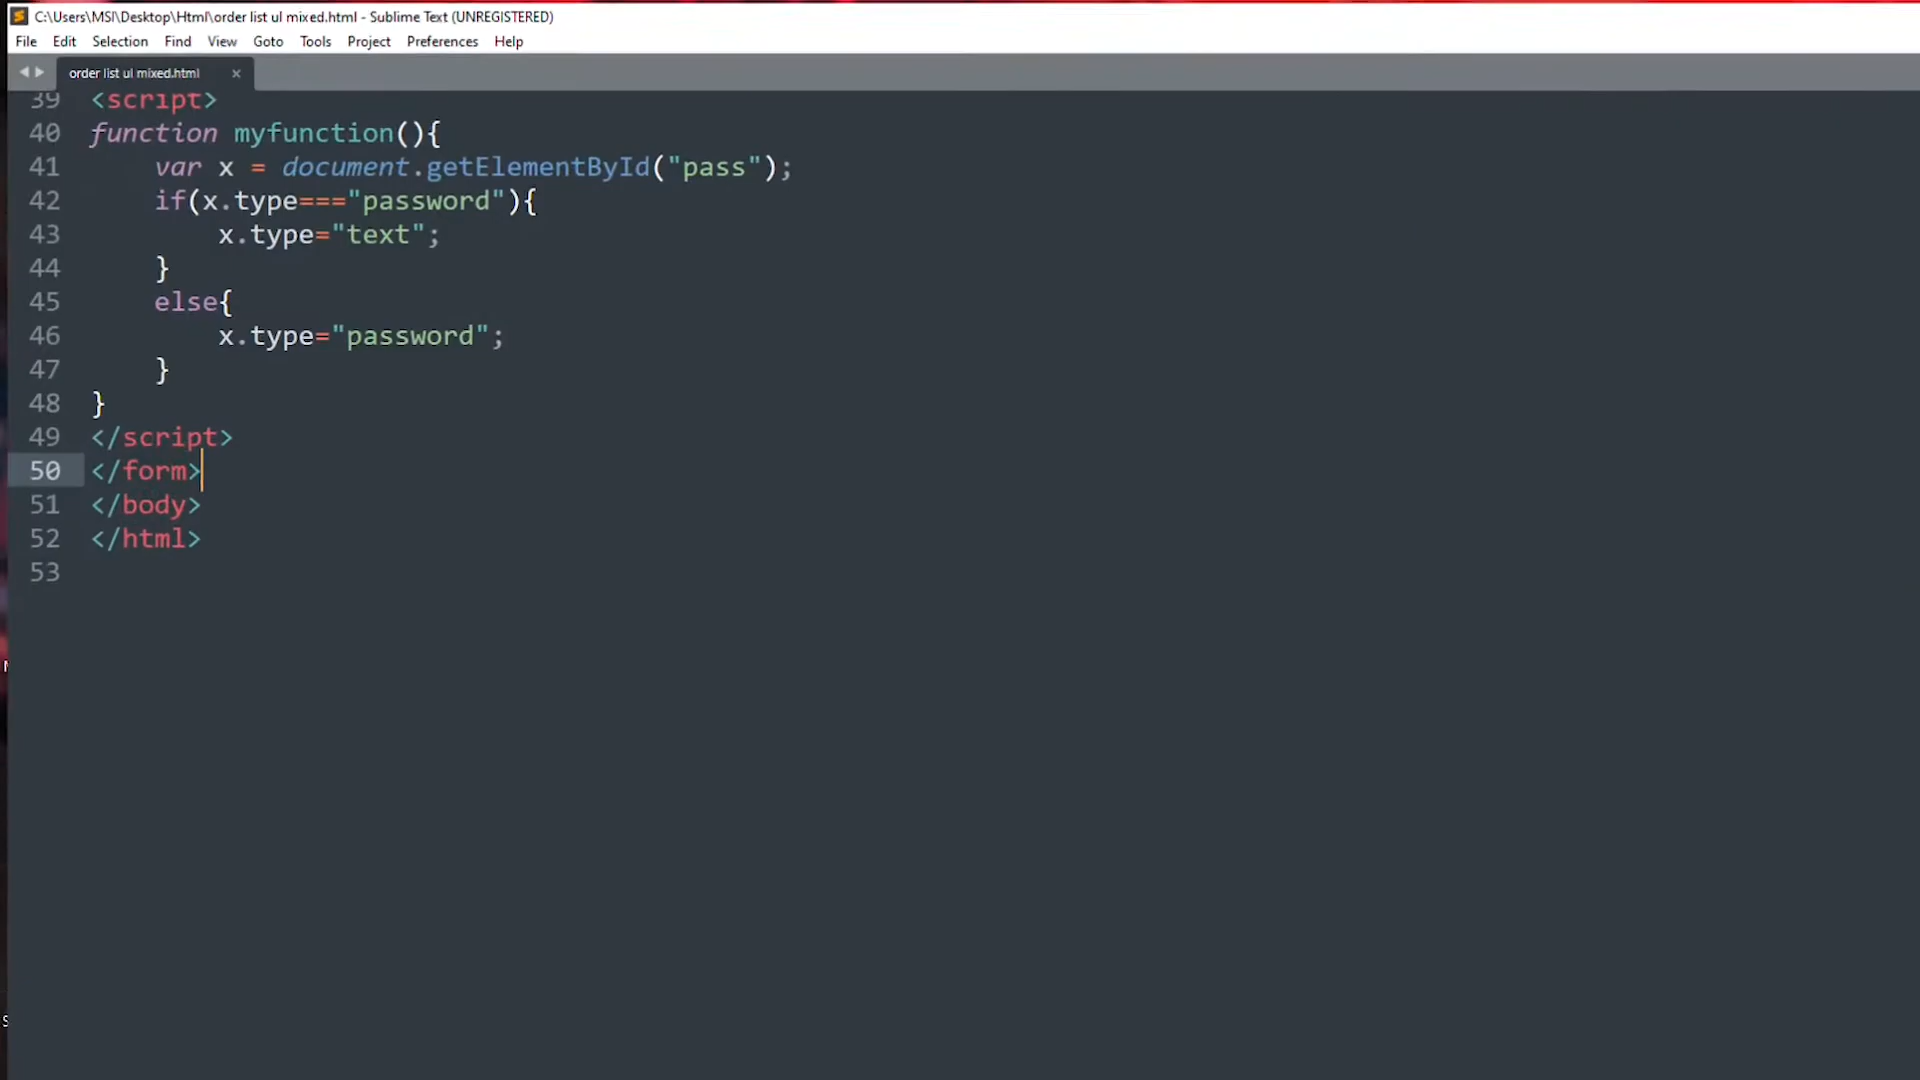 C:\Users\MSI\Desktop\Html\order list ul mixed.html - Sublime Text (UNREGISTERED)
File Edit Selection Find View Goto Tools Project Preferences Help
order list ul mixed.html ×
39 <script>
40 function myfunction(){
41     var x = document.getElementById("pass");
42     if(x.type==="password"){
43         x.type="text";
44     }
45     else{
46         x.type="password";
47     }
48 }
49 </script>
50 </form>
51 </body>
52 </html>
53